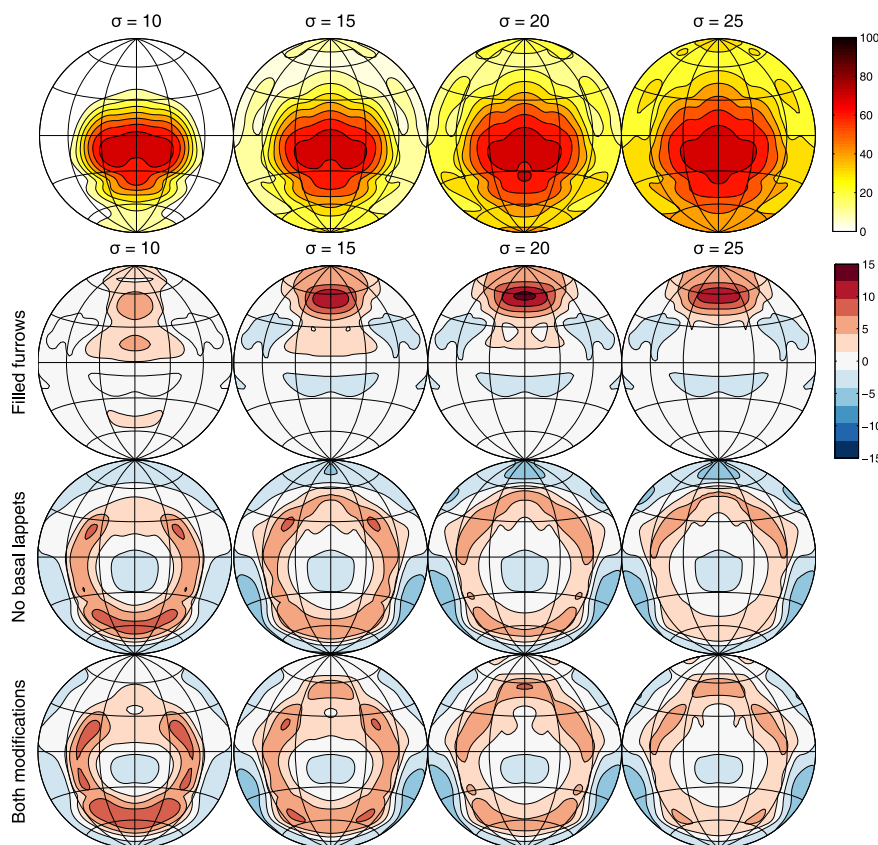 σ = 10
σ = 15
σ = 20
σ = 25
100
80
60
40
20
0
σ = 10
σ = 15
σ = 20
σ = 25
15
10
5
0
−5
−10
−15
Filled furrows
No basal lappets
Both modifications